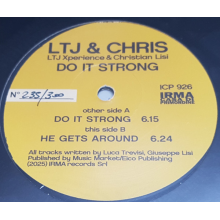 LTJ & CHRIS
LTJ Xperience & Christian Lisi
DO IT STRONG
ICP 926
N° 235/300
IRMA
other side A
DO IT STRONG 6.15
this side B
HE GETS AROUND 6.24
All tracks written by Luca Trevisi, Giuseppe Lisi
Published by Music Market/Eico Publishing
(2025) IRMA records Srl